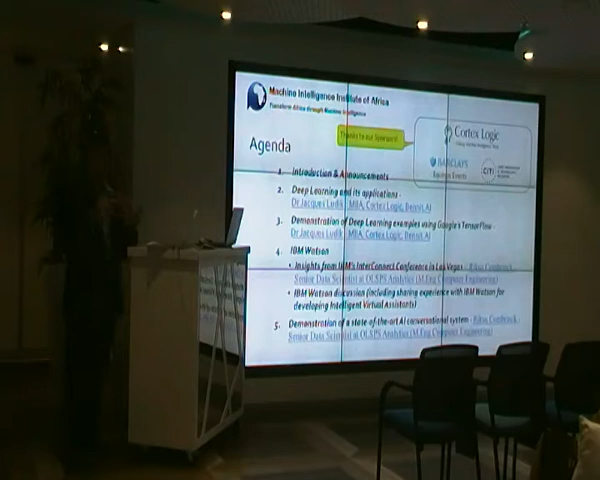 Machine Intelligence Institute of Africa
Transform Africa through Machine Intelligence
Thanks to our Sponsors!
Cortex Logic
BARCLAYS
Equinox Events
CiTi
Agenda
1. Introduction & Announcements
2. Deep Learning and its applications -
Dr Jacques Ludik, MIIA, Cortex Logic, Bennit.AI
3. Demonstration of Deep Learning examples using Google's TensorFlow -
Dr Jacques Ludik, MIIA, Cortex Logic, Bennit.AI
4. IBM Watson
• Insights from IBM's InterConnect Conference in Las Vegas -
Senior Data Scientist at OLSPS Analytics (M.Eng Computer Engineering)
• IBM Watson discussion (including sharing experience with IBM Watson for
developing Intelligent Virtual Assistants)
5. Demonstration of a state-of-the-art AI conversational system -
Senior Data Scientist at OLSPS Analytics (M.Eng Computer Engineering)